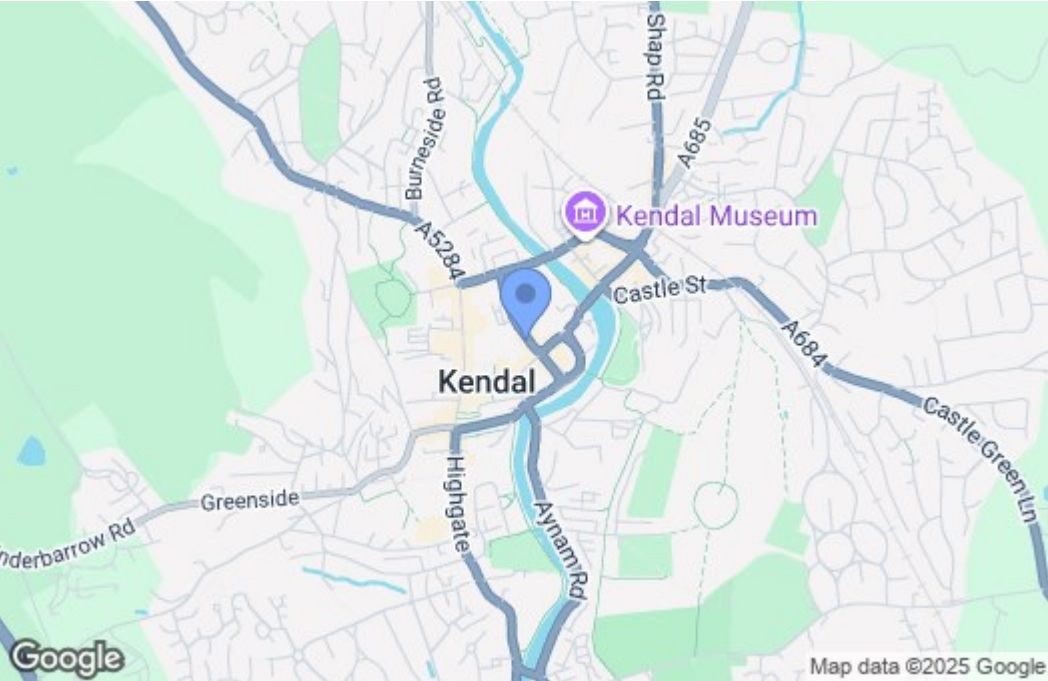 Shap Rd
Burneside Rd
A685
Kendal Museum
A5284
Castle St
A684
Kendal
Castle Green Ln
Highgate
Greenside
Aynam Rd
nderbarrow Rd
Google
Map data ©2025 Google